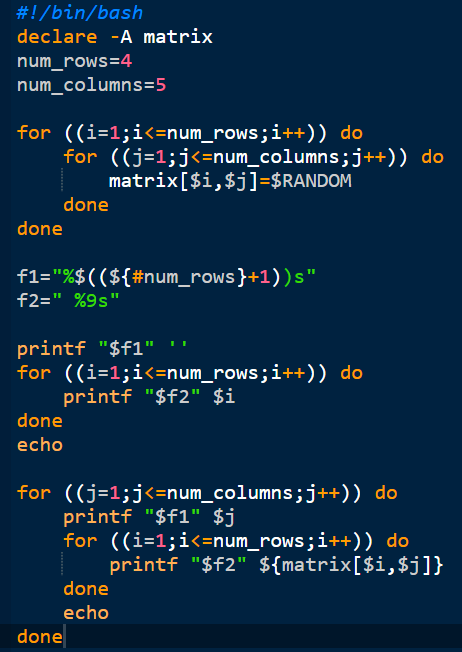 #!/bin/bash
declare -A matrix
num_rows=4
num_columns=5

for ((i=1;i<=num_rows;i++)) do
    for ((j=1;j<=num_columns;j++)) do
        matrix[$i,$j]=$RANDOM
    done
done

f1="%$((${#num_rows}+1))s"
f2=" %9s"

printf "$f1" ''
for ((i=1;i<=num_rows;i++)) do
    printf "$f2" $i
done
echo

for ((j=1;j<=num_columns;j++)) do
    printf "$f1" $j
    for ((i=1;i<=num_rows;i++)) do
        printf "$f2" ${matrix[$i,$j]}
    done
    echo
done